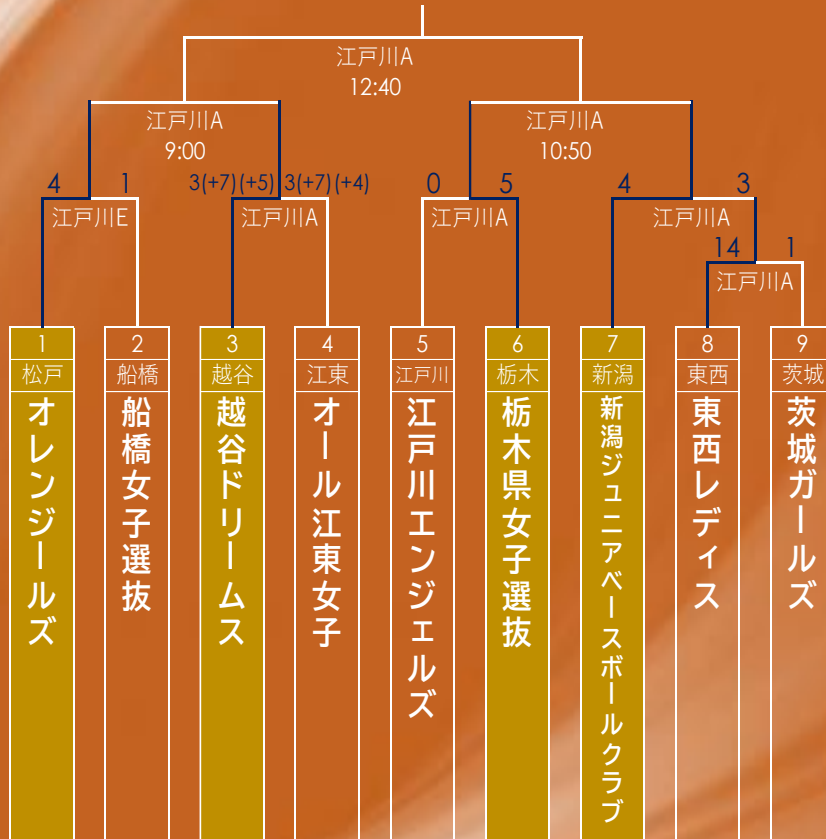 江戸川A
12:40
江戸川A
9:00
江戸川A
10:50
4 1
江戸川E
3(+7)(+5) 3(+7)(+4)
江戸川A
0 5
江戸川A
4 3
江戸川A
14 1
江戸川A
1
松戸
オレンジールズ
2
船橋
船橋女子選抜
3
越谷
越谷ドリームス
4
江東
オール江東女子
5
江戸川
江戸川エンジェルズ
6
栃木
栃木県女子選抜
7
新潟
新潟ジュニアベースボールクラブ
8
東西
東西レディス
9
茨城
茨城ガールズ